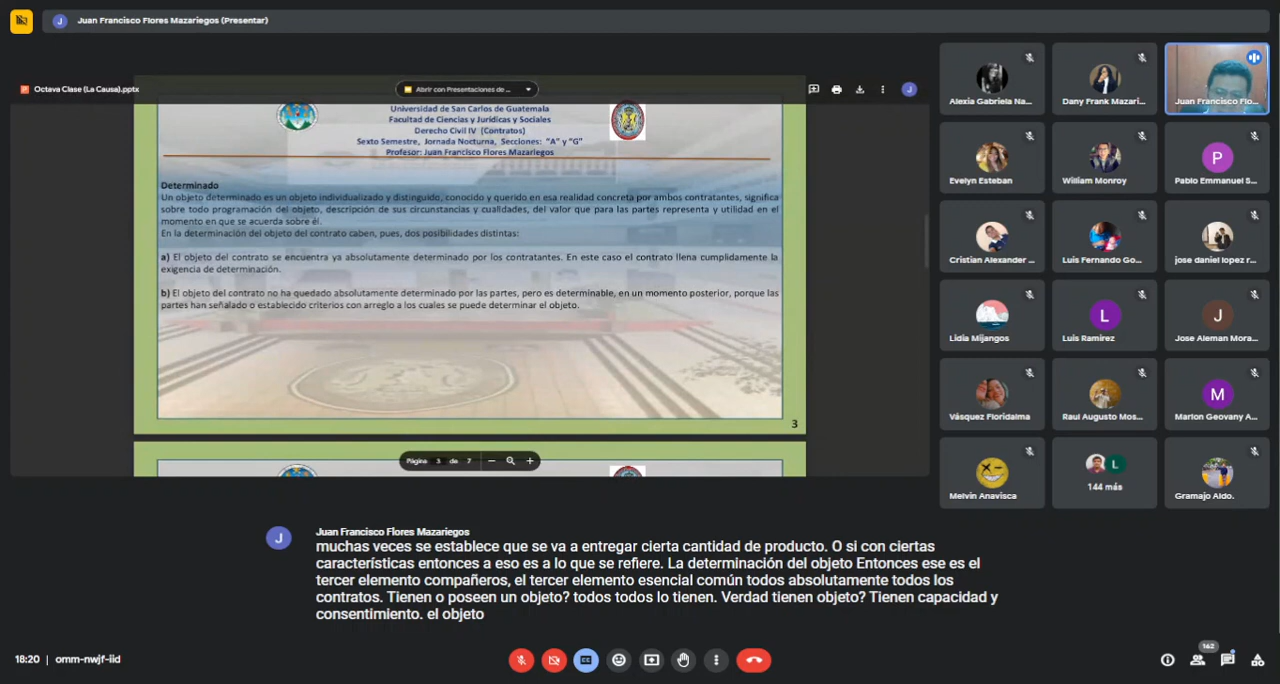 J Juan Francisco Flores Mazariegos (Presentar)
Octava Clase (La Causa).pptx
Abrir con Presentaciones de ...
J
Universidad de San Carlos de Guatemala
Facultad de Ciencias y Jurídicas y Sociales
Derecho Civil IV (Contratos)
Sexto Semestre, Jornada Nocturna, Secciones: "A" y "G"
Profesor: Juan Francisco Flores Mazariegos
Determinado
Un objeto determinado es un objeto individualizado y distinguido, conocido y querido en esa realidad concreta por ambos contratantes, significa
sobre todo programación del objeto, descripción de sus circunstancias y cualidades, del valor que para las partes representa y utilidad en el
momento en que se acuerda sobre él.
En la determinación del objeto del contrato caben, pues, dos posibilidades distintas:
a) El objeto del contrato se encuentra ya absolutamente determinado por los contratantes. En este caso el contrato llena cumplidamente la
exigencia de determinación.
b) El objeto del contrato no ha quedado absolutamente determinado por las partes, pero es determinable, en un momento posterior, porque las
partes han señalado o establecido criterios con arreglo a los cuales se puede determinar el objeto.
3
Página 3 de 7
Alexia Gabriela Na...
Dany Frank Mazari...
Juan Francisco Flo...
Evelyn Esteban
William Monroy
P
Pablo Emmanuel S...
Cristian Alexander ...
Luis Fernando Go...
jose daniel lopez r...
Lidia Mijangos
L
Luis Ramirez
J
Jose Aleman Mora...
Vásquez Floridalma
Raul Augusto Mos...
M
Marlon Geovany A...
Melvin Anavisca
L
144 más
Gramajo Aldo.
J
Juan Francisco Flores Mazariegos
muchas veces se establece que se va a entregar cierta cantidad de producto. O si con ciertas
características entonces a eso es a lo que se refiere. La determinación del objeto Entonces ese es el
tercer elemento compañeros, el tercer elemento esencial común todos absolutamente todos los
contratos. Tienen o poseen un objeto? todos todos lo tienen. Verdad tienen objeto? Tienen capacidad y
consentimiento. el objeto
18:20 | omm-nwjf-iid
CC
162